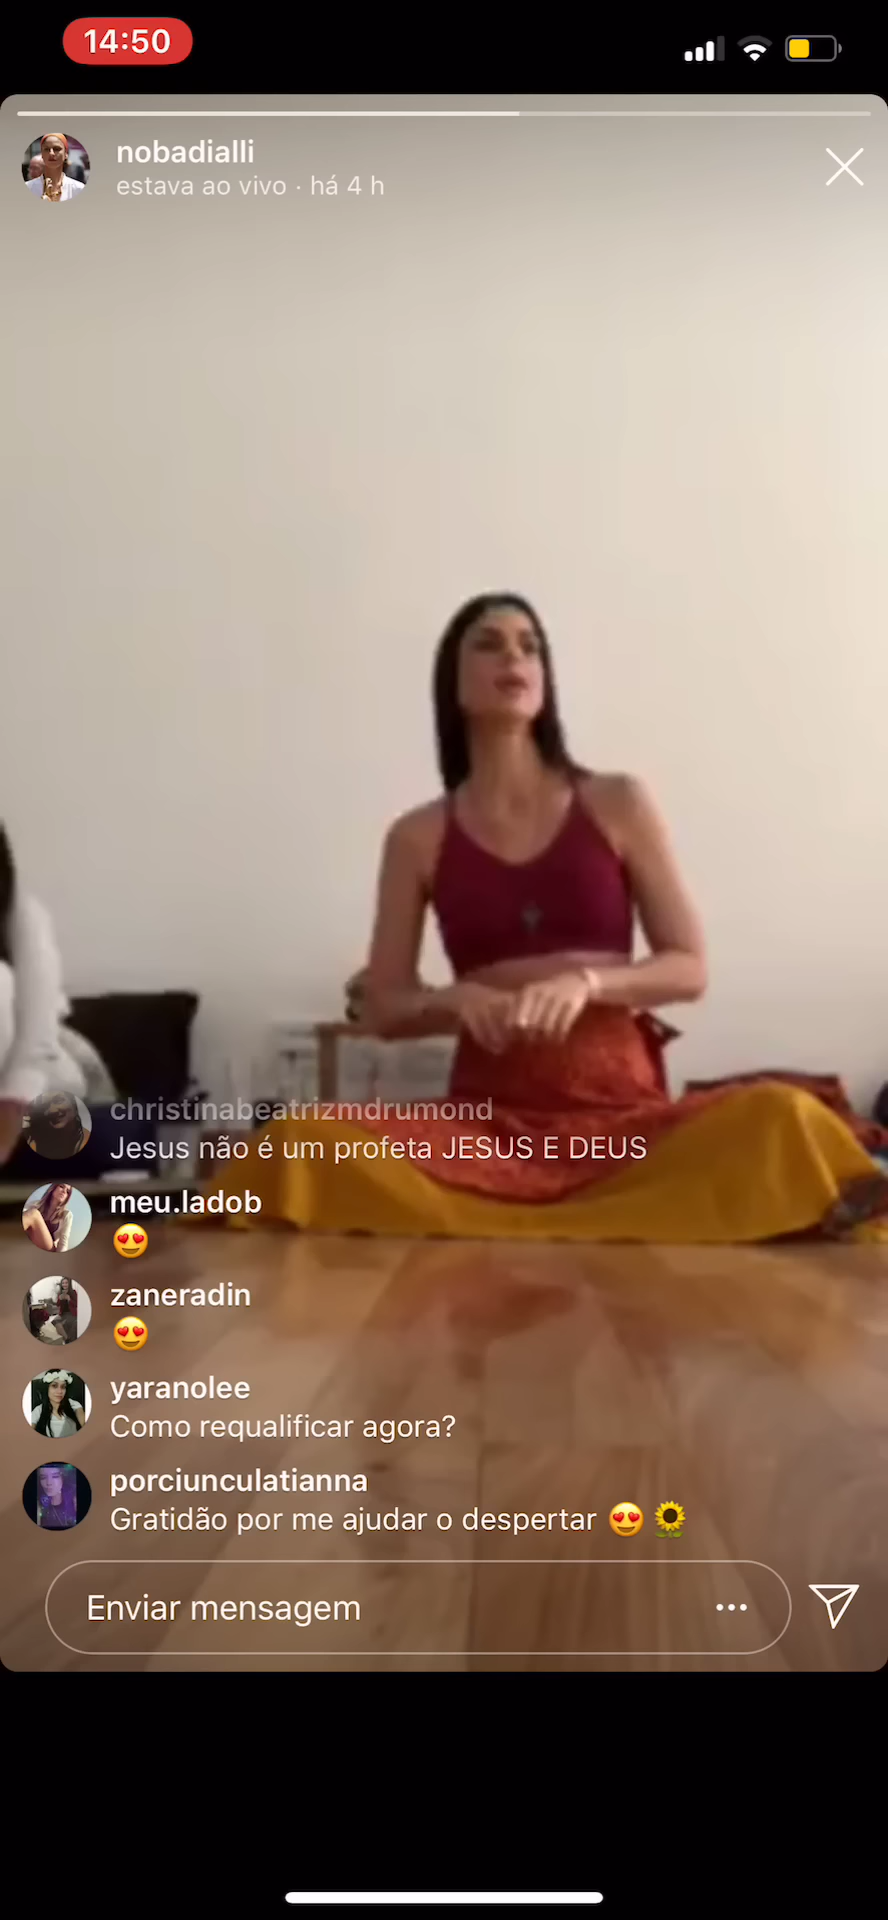 14:50
nobadialli
estava ao vivo · há 4 h
christinabeatrizmdrumond
Jesus não é um profeta JESUS E DEUS
meu.ladob
😍
zaneradin
😍
yaranolee
Como requalificar agora?
porciunculatianna
Gratidão por me ajudar o despertar 😍 🌻
Enviar mensagem